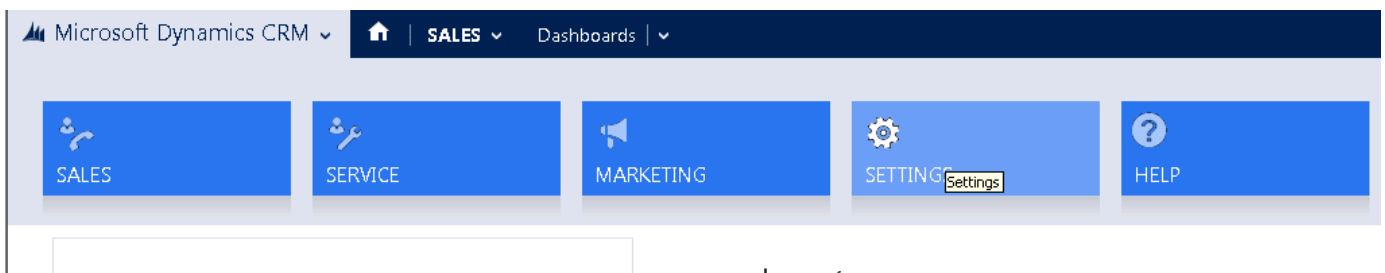 Microsoft Dynamics CRM SALES Dashboards
SALES SERVICE MARKETING SETTINGS HELP
Settings